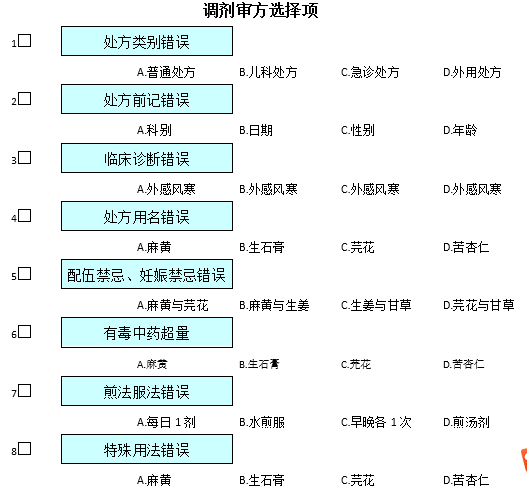 调剂审方选择项
1□ 处方类别错误
A.普通处方 B.儿科处方 C.急诊处方 D.外用处方
2□ 处方前记错误
A.科别 B.日期 C.性别 D.年龄
3□ 临床诊断错误
A.外感风寒 B.外感风寒 C.外感风寒 D.外感风寒
4□ 处方用名错误
A.麻黄 B.生石膏 C.芫花 D.苦杏仁
5□ 配伍禁忌、妊娠禁忌错误
A.麻黄与芫花 B.麻黄与生姜 C.生姜与甘草 D.芫花与甘草
6□ 有毒中药超量
A.麻黄 B.生石膏 C.芫花 D.苦杏仁
7□ 煎法服法错误
A.每日1剂 B.水煎服 C.早晚各1次 D.煎汤剂
8□ 特殊用法错误
A.麻黄 B.生石膏 C.芫花 D.苦杏仁